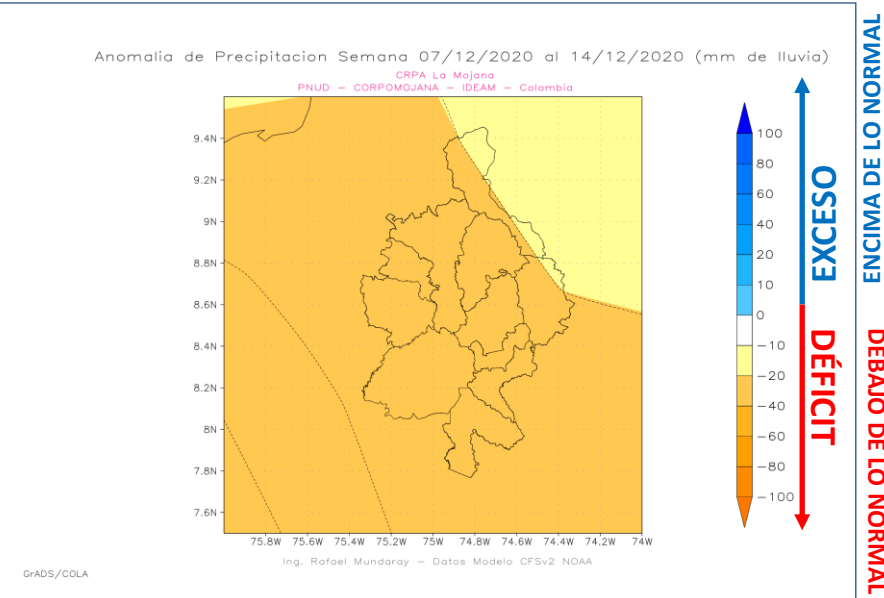 Anomalia de Precipitacion Semana 07/12/2020 al 14/12/2020 (mm de lluvia)
CRPA La Mojana
PNUD – CORPOMOJANA – IDEAM – Colombia
9.4N
9.2N
9N
8.8N
8.6N
8.4N
8.2N
8N
7.8N
7.6N
75.8W 75.6W 75.4W 75.2W 75W 74.8W 74.6W 74.4W 74.2W 74W
100
80
60
40
20
10
0
–10
–20
–40
–60
–80
–100
EXCESO
DÉFICIT
ENCIMA DE LO NORMAL
DEBAJO DE LO NORMAL
Ing. Rafael Mundaray – Datos Modelo CFSv2 NOAA
GrADS/COLA